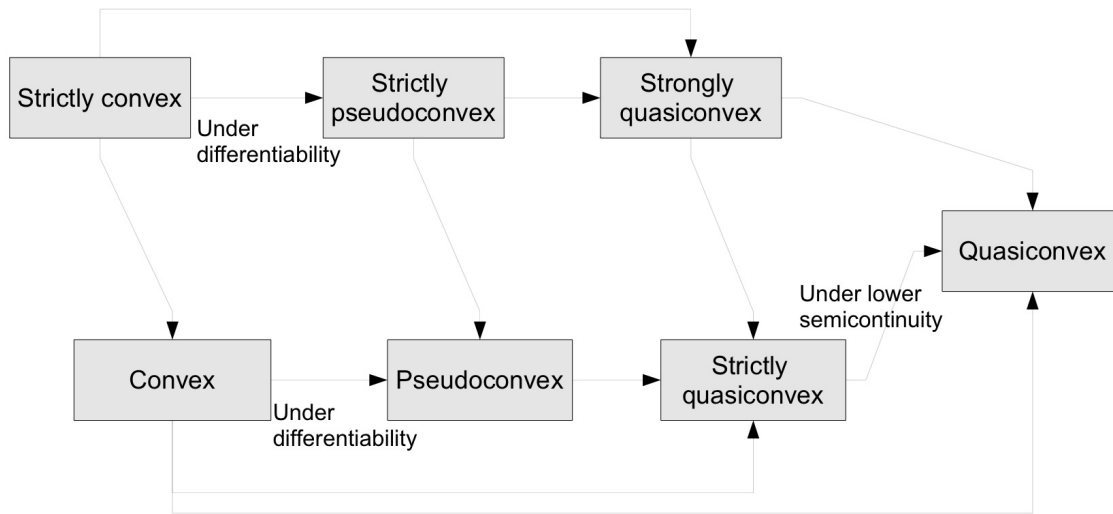 Strictly convex
Strictly
pseudoconvex
Strongly
quasiconvex
Under
differentiability
Quasiconvex
Under lower
semicontinuity
Convex
Pseudoconvex
Strictly
quasiconvex
Under
differentiability